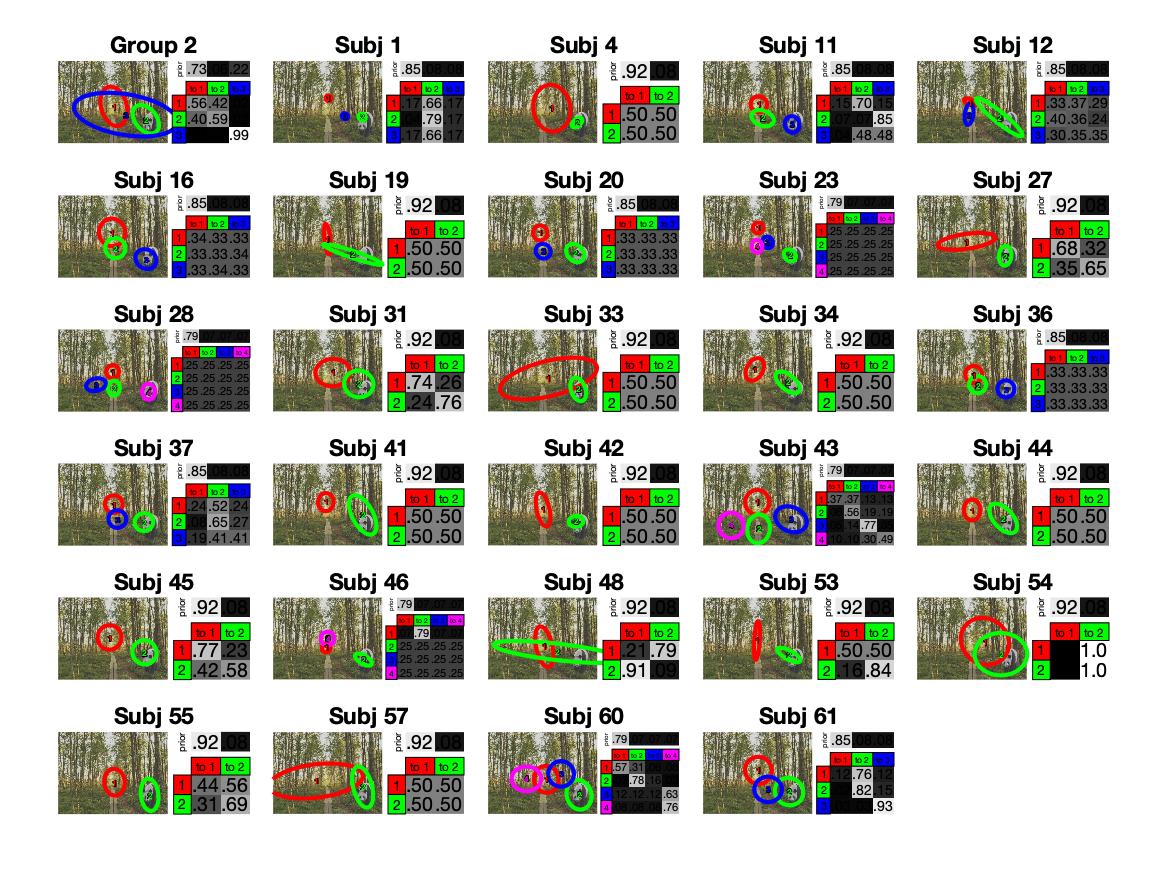 Group 2
prior .73 .06 .22
to 1 to 2 to 3
1 .56 .42
2 .40 .59
3 .99
Subj 1
prior .85 .08 .08
to 1 to 2 to 3
1 .17 .66 .17
2 .04 .79 .17
3 .17 .66 .17
Subj 4
prior .92 .08
to 1 to 2
1 .50 .50
2 .50 .50
Subj 11
prior .85 .08 .08
to 1 to 2 to 3
1 .15 .70 .15
2 .07 .07 .85
3 .04 .48 .48
Subj 12
prior .85 .08 .08
to 1 to 2 to 3
1 .33 .37 .29
2 .40 .36 .24
3 .30 .35 .35
Subj 16
prior .85 .08 .08
to 1 to 2 to 3
1 .34 .33 .33
2 .33 .33 .34
3 .33 .34 .33
Subj 19
prior .92 .08
to 1 to 2
1 .50 .50
2 .50 .50
Subj 20
prior .85 .08 .08
to 1 to 2 to 3
1 .33 .33 .33
2 .33 .33 .33
3 .33 .33 .33
Subj 23
prior .79 .07 .07 .07
to 1 to 2 to 3 to 4
1 .25 .25 .25 .25
2 .25 .25 .25 .25
3 .25 .25 .25 .25
4 .25 .25 .25 .25
Subj 27
prior .92 .08
to 1 to 2
1 .68 .32
2 .35 .65
Subj 28
prior .79 .07 .07 .07
to 1 to 2 to 3 to 4
1 .25 .25 .25 .25
2 .25 .25 .25 .25
3 .25 .25 .25 .25
4 .25 .25 .25 .25
Subj 31
prior .92 .08
to 1 to 2
1 .74 .26
2 .24 .76
Subj 33
prior .92 .08
to 1 to 2
1 .50 .50
2 .50 .50
Subj 34
prior .92 .08
to 1 to 2
1 .50 .50
2 .50 .50
Subj 36
prior .85 .08 .08
to 1 to 2 to 3
1 .33 .33 .33
2 .33 .33 .33
3 .33 .33 .33
Subj 37
prior .85 .08 .08
to 1 to 2 to 3
1 .24 .52 .24
2 .08 .65 .27
3 .19 .41 .41
Subj 41
prior .92 .08
to 1 to 2
1 .50 .50
2 .50 .50
Subj 42
prior .92 .08
to 1 to 2
1 .50 .50
2 .50 .50
Subj 43
prior .79 .07 .07 .07
to 1 to 2 to 3 to 4
1 .37 .37 .13 .13
2 .56 .19 .19
3 .14 .77
4 .10 .10 .30 .49
Subj 44
prior .92 .08
to 1 to 2
1 .50 .50
2 .50 .50
Subj 45
prior .92 .08
to 1 to 2
1 .77 .23
2 .42 .58
Subj 46
prior .79 .07 .07 .07
to 1 to 2 to 3 to 4
1 .07 .79 .07 .07
2 .25 .25 .25 .25
3 .25 .25 .25 .25
4 .25 .25 .25 .25
Subj 48
prior .92 .08
to 1 to 2
1 .21 .79
2 .91 .09
Subj 53
prior .92 .08
to 1 to 2
1 .50 .50
2 .16 .84
Subj 54
prior .92 .08
to 1 to 2
1 1.0
2 1.0
Subj 55
prior .92 .08
to 1 to 2
1 .44 .56
2 .31 .69
Subj 57
prior .92 .08
to 1 to 2
1 .50 .50
2 .50 .50
Subj 60
prior .79 .07 .07 .07
to 1 to 2 to 3 to 4
1 .57 .31
2 .78 .16
3 .12 .12 .12 .63
4 .08 .08 .08 .76
Subj 61
prior .85 .08 .08
to 1 to 2 to 3
1 .12 .76 .12
2 .82 .15
3 .03 .03 .93